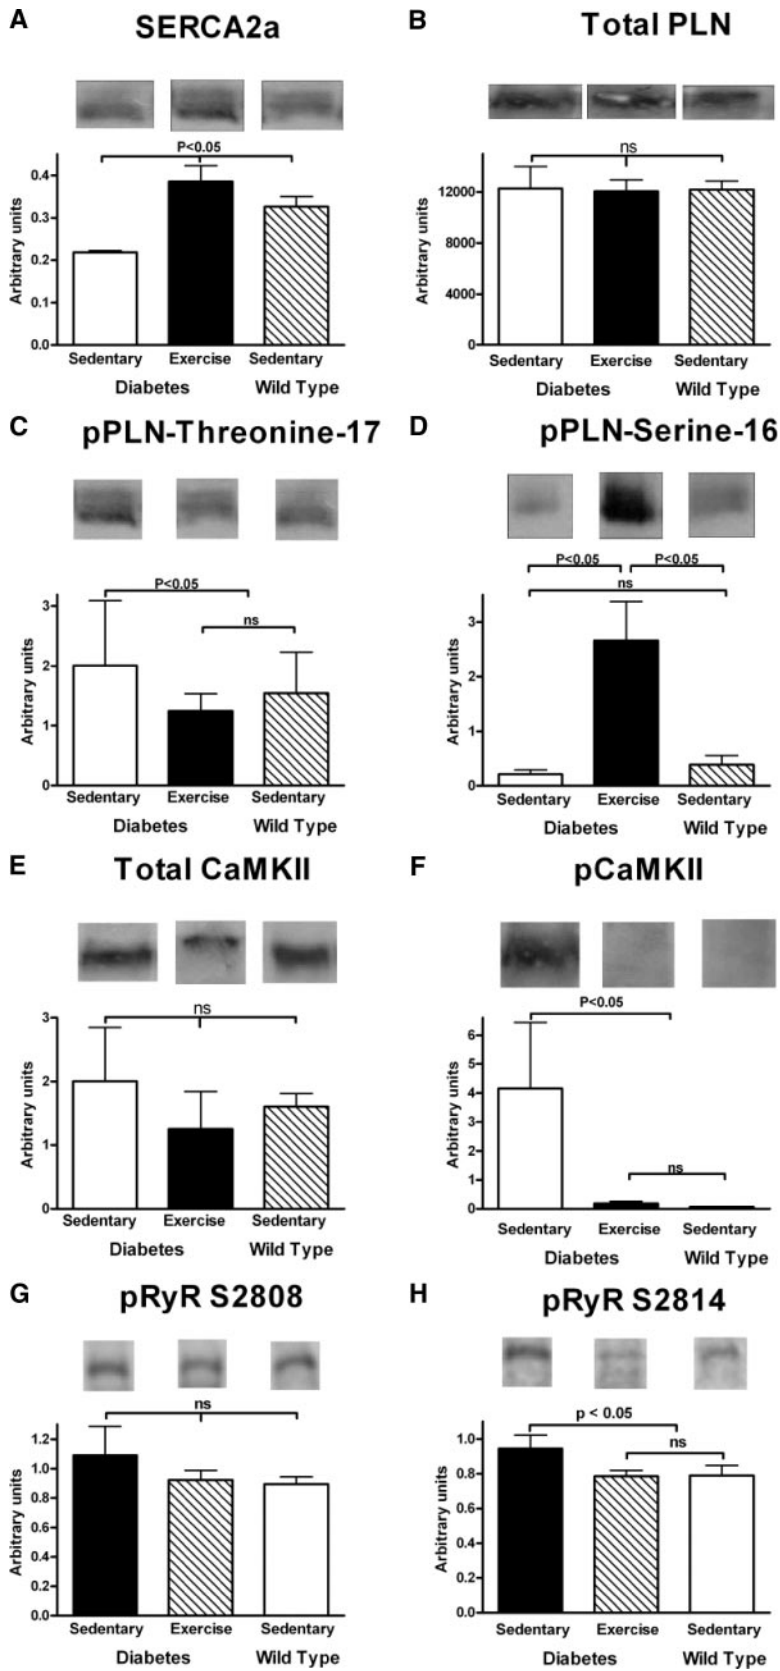 A
SERCA2a
P<0.05
Arbitrary units
0.4
0.3
0.2
0.1
0.0
Sedentary Exercise Sedentary
Diabetes Wild Type
B
Total PLN
ns
Arbitrary units
12000
8000
4000
0
Sedentary Exercise Sedentary
Diabetes Wild Type
C
pPLN-Threonine-17
P<0.05
ns
Arbitrary units
3
2
1
0
Sedentary Exercise Sedentary
Diabetes Wild Type
D
pPLN-Serine-16
P<0.05 P<0.05
ns
Arbitrary units
3
2
1
0
Sedentary Exercise Sedentary
Diabetes Wild Type
E
Total CaMKII
ns
Arbitrary units
3
2
1
0
Sedentary Exercise Sedentary
Diabetes Wild Type
F
pCaMKII
P<0.05
ns
Arbitrary units
6
5
4
3
2
1
0
Sedentary Exercise Sedentary
Diabetes Wild Type
G
pRyR S2808
ns
Arbitrary units
1.2
1.0
0.8
0.6
0.4
0.2
0.0
Sedentary Exercise Sedentary
Diabetes Wild Type
H
pRyR S2814
p < 0.05
ns
Arbitrary units
1.0
0.8
0.6
0.4
0.2
0.0
Sedentary Exercise Sedentary
Diabetes Wild Type